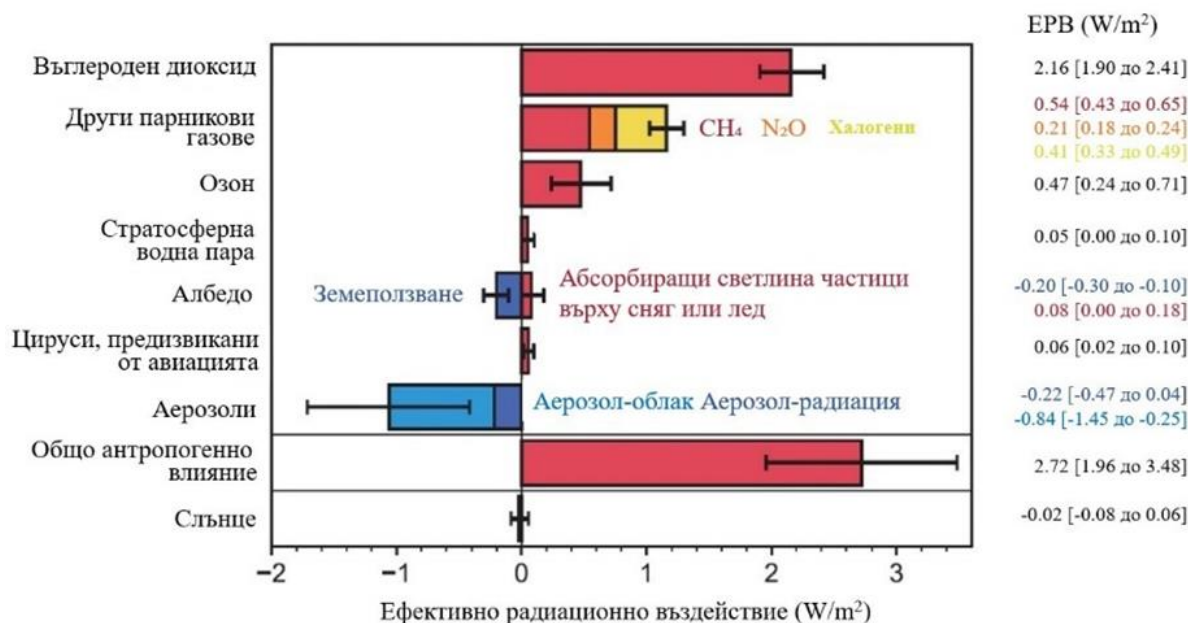 ЕРВ (W/m²)
Въглероден диоксид
2.16 [1.90 до 2.41]
Други парникови
газове
CH₄ N₂O Халогени
0.54 [0.43 до 0.65]
0.21 [0.18 до 0.24]
0.41 [0.33 до 0.49]
Озон
0.47 [0.24 до 0.71]
Стратосферна
водна пара
0.05 [0.00 до 0.10]
Албедо
Земеползване
Абсорбиращи светлина частици
върху сняг или лед
-0.20 [-0.30 to -0.10]
0.08 [0.00 до 0.18]
Цируси, предизвикани
от авиацията
0.06 [0.02 до 0.10]
Аерозоли
Аерозол-облак Аерозол-радиация
-0.22 [-0.47 до 0.04]
-0.84 [-1.45 до -0.25]
Общо антропогенно
влияние
2.72 [1.96 до 3.48]
Слънце
-0.02 [-0.08 до 0.06]
−2 −1 0 1 2 3
Ефективно радиационно въздействие (W/m²)